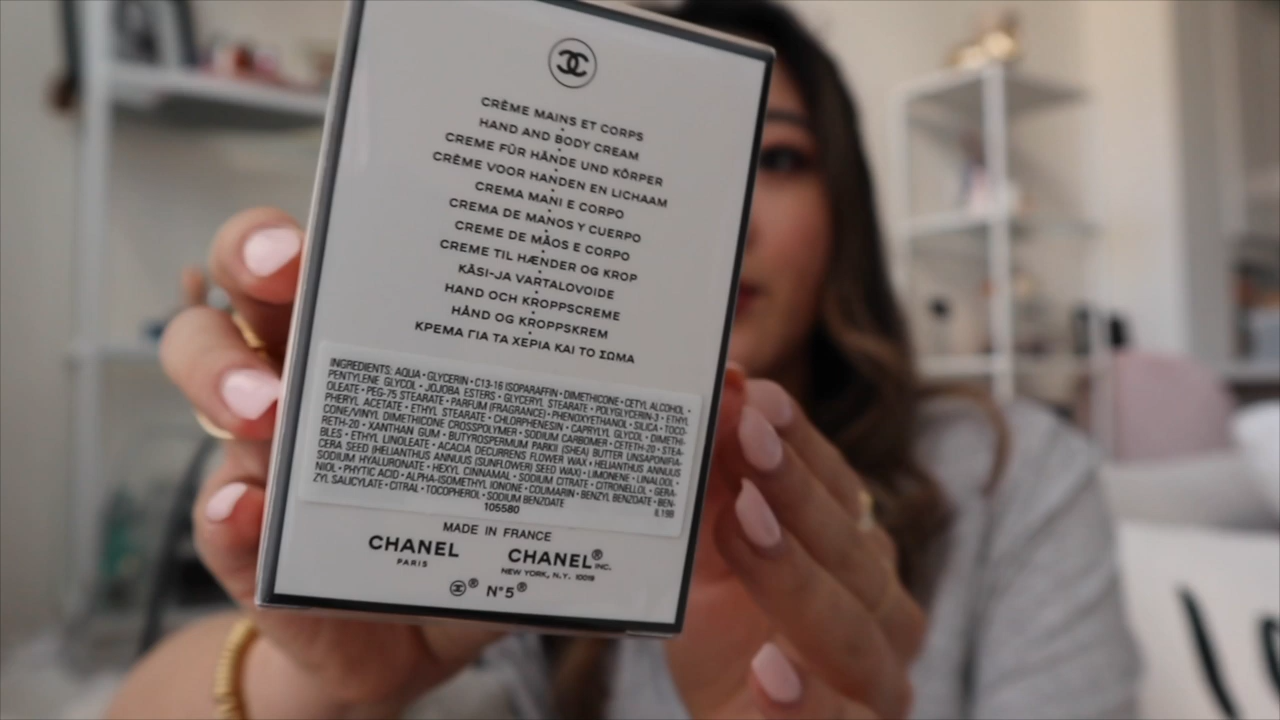 CRÈME MAINS ET CORPS
HAND AND BODY CREAM
CREME FÜR HÄNDE UND KÖRPER
CRÈME VOOR HANDEN EN LICHAAM
CREMA MANI E CORPO
CREMA DE MANOS Y CUERPO
CREME DE MÃOS E CORPO
CREME TIL HÆNDER OG KROP
KÄSI-JA VARTALOVOIDE
HAND OCH KROPPSCREME
HÅND OG KROPPSKREM
ΚΡΕΜΑ ΓΙΑ ΤΑ ΧΕΡΙΑ ΚΑΙ ΤΟ ΣΩΜΑ
INGREDIENTS: AQUA • GLYCERIN • C13-16 ISOPARAFFIN • DIMETHICONE • CETYL ALCOHOL •
PENTYLENE GLYCOL • JOJOBA ESTERS • GLYCERYL STEARATE • POLYGLYCERIN-3 • ETHYL
OLEATE • PEG-75 STEARATE • PARFUM (FRAGRANCE) • PHENOXYETHANOL • SILICA • TOCO-
PHERYL ACETATE • ETHYL STEARATE • CHLORPHENESIN • CAPRYLYL GLYCOL • DIMETHI-
CONE/VINYL DIMETHICONE CROSSPOLYMER • SODIUM CARBOMER • CETETH-20 • STEA-
RETH-20 • XANTHAN GUM • BUTYROSPERMUM PARKII (SHEA) BUTTER UNSAPONIFIA-
BLES • ETHYL LINOLEATE • ACACIA DECURRENS FLOWER WAX • HELIANTHUS ANNUUS
CERA SEED (HELIANTHUS ANNUUS (SUNFLOWER) SEED WAX) • LIMONENE • LINALOOL •
SODIUM HYALURONATE • HEXYL CINNAMAL • SODIUM CITRATE • CITRONELLOL • GERA-
NIOL • PHYTIC ACID • ALPHA-ISOMETHYL IONONE • COUMARIN • BENZYL BENZOATE • BEN-
ZYL SALICYLATE • CITRAL • TOCOPHEROL • SODIUM BENZOATE IL19B
105580
MADE IN FRANCE
CHANEL CHANEL® INC.
PARIS NEW YORK, N.Y. 10019
® N°5®